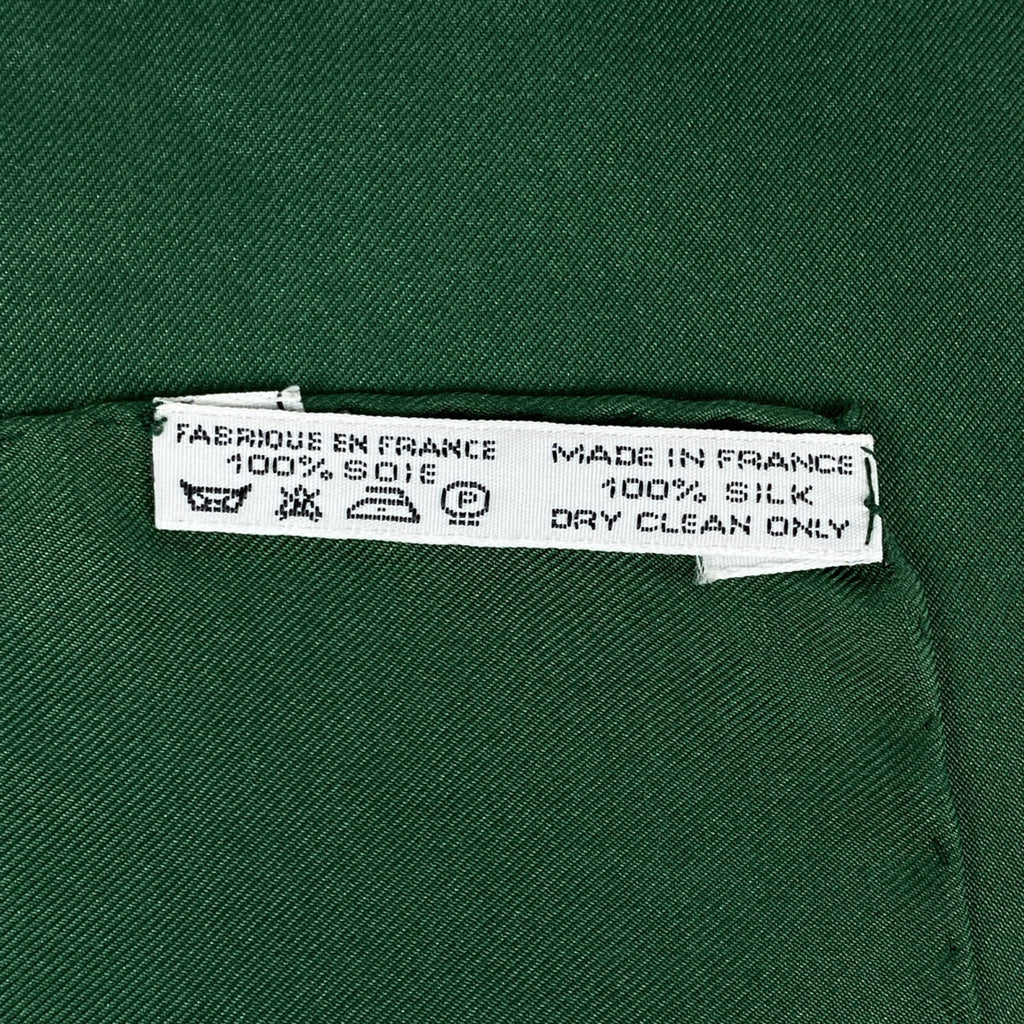 FABRIQUE EN FRANCE
100% SOIE
P
MADE IN FRANCE
100% SILK
DRY CLEAN ONLY